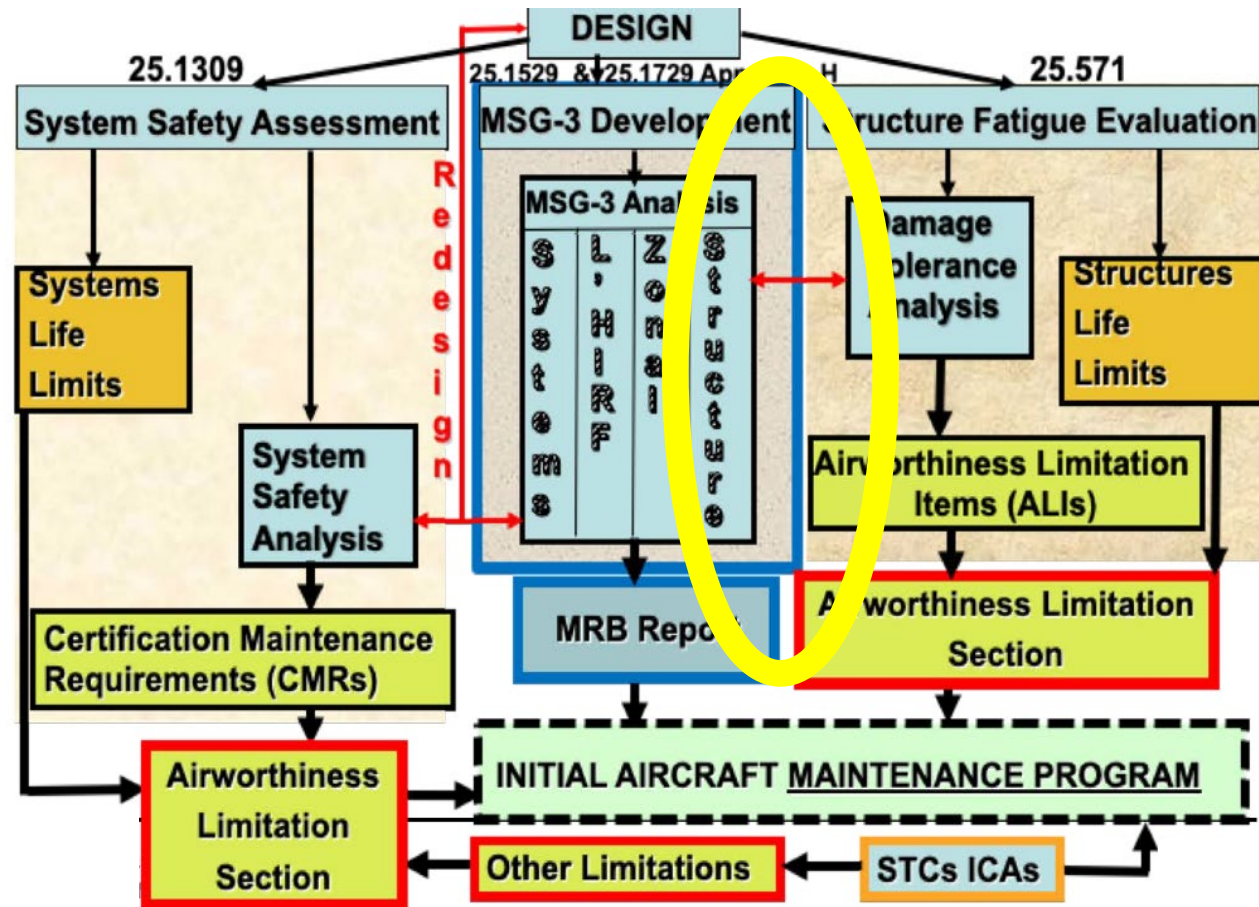 DESIGN
25.1309
25.1529 & 25.1729 App H
25.571
System Safety Assessment
MSG-3 Development
Structure Fatigue Evaluation
Redesign
MSG-3 Analysis
Systems
L, HIRF
Zonal
Structure
Damage
Tolerance
Analysis
Systems
Life
Limits
Structures
Life
Limits
System
Safety
Analysis
Airworthiness Limitation
Items (ALIs)
MRB Report
Airworthiness Limitation
Section
Certification Maintenance
Requirements (CMRs)
INITIAL AIRCRAFT MAINTENANCE PROGRAM
Airworthiness
Limitation
Section
Other Limitations
STCs ICAs